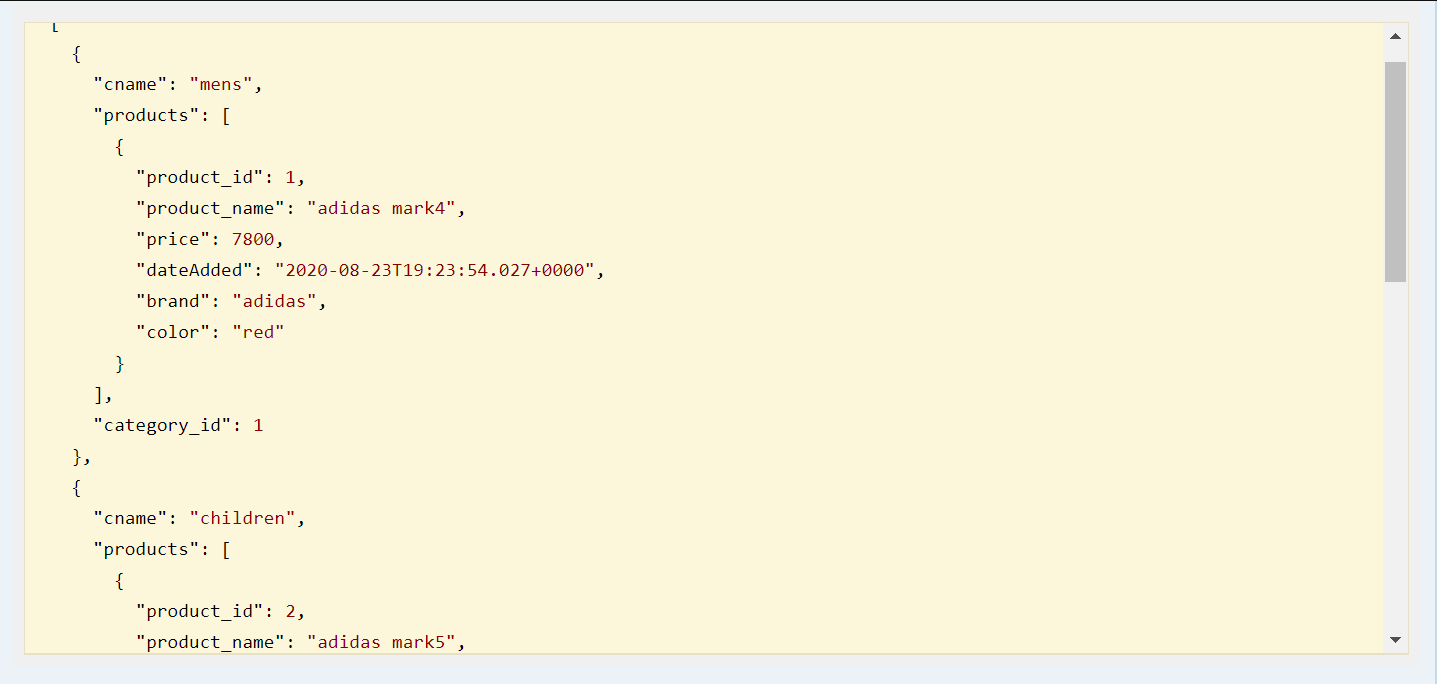 [
{
"cname": "mens",
"products": [
{
"product_id": 1,
"product_name": "adidas mark4",
"price": 7800,
"dateAdded": "2020-08-23T19:23:54.027+0000",
"brand": "adidas",
"color": "red"
}
],
"category_id": 1
},
{
"cname": "children",
"products": [
{
"product_id": 2,
"product_name": "adidas mark5",